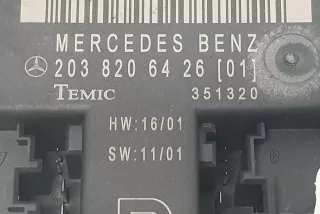 MERCEDES BENZ
203 820 64 26 [01]
TEMIC 351320
HW:16/01
SW:11/01